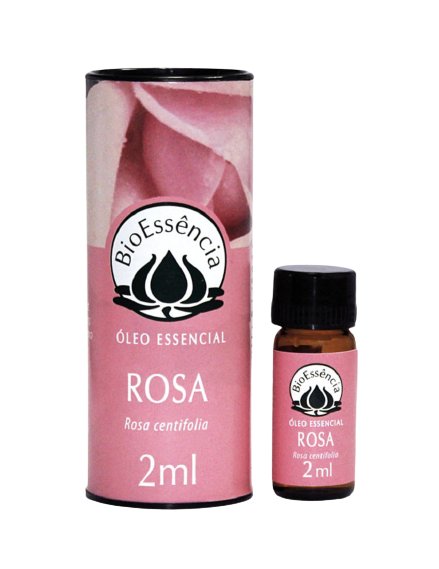 BioEssência
ÓLEO ESSENCIAL
ROSA
Rosa centifolia
2ml
BioEssência
ÓLEO ESSENCIAL
ROSA
Rosa centifolia
2ml